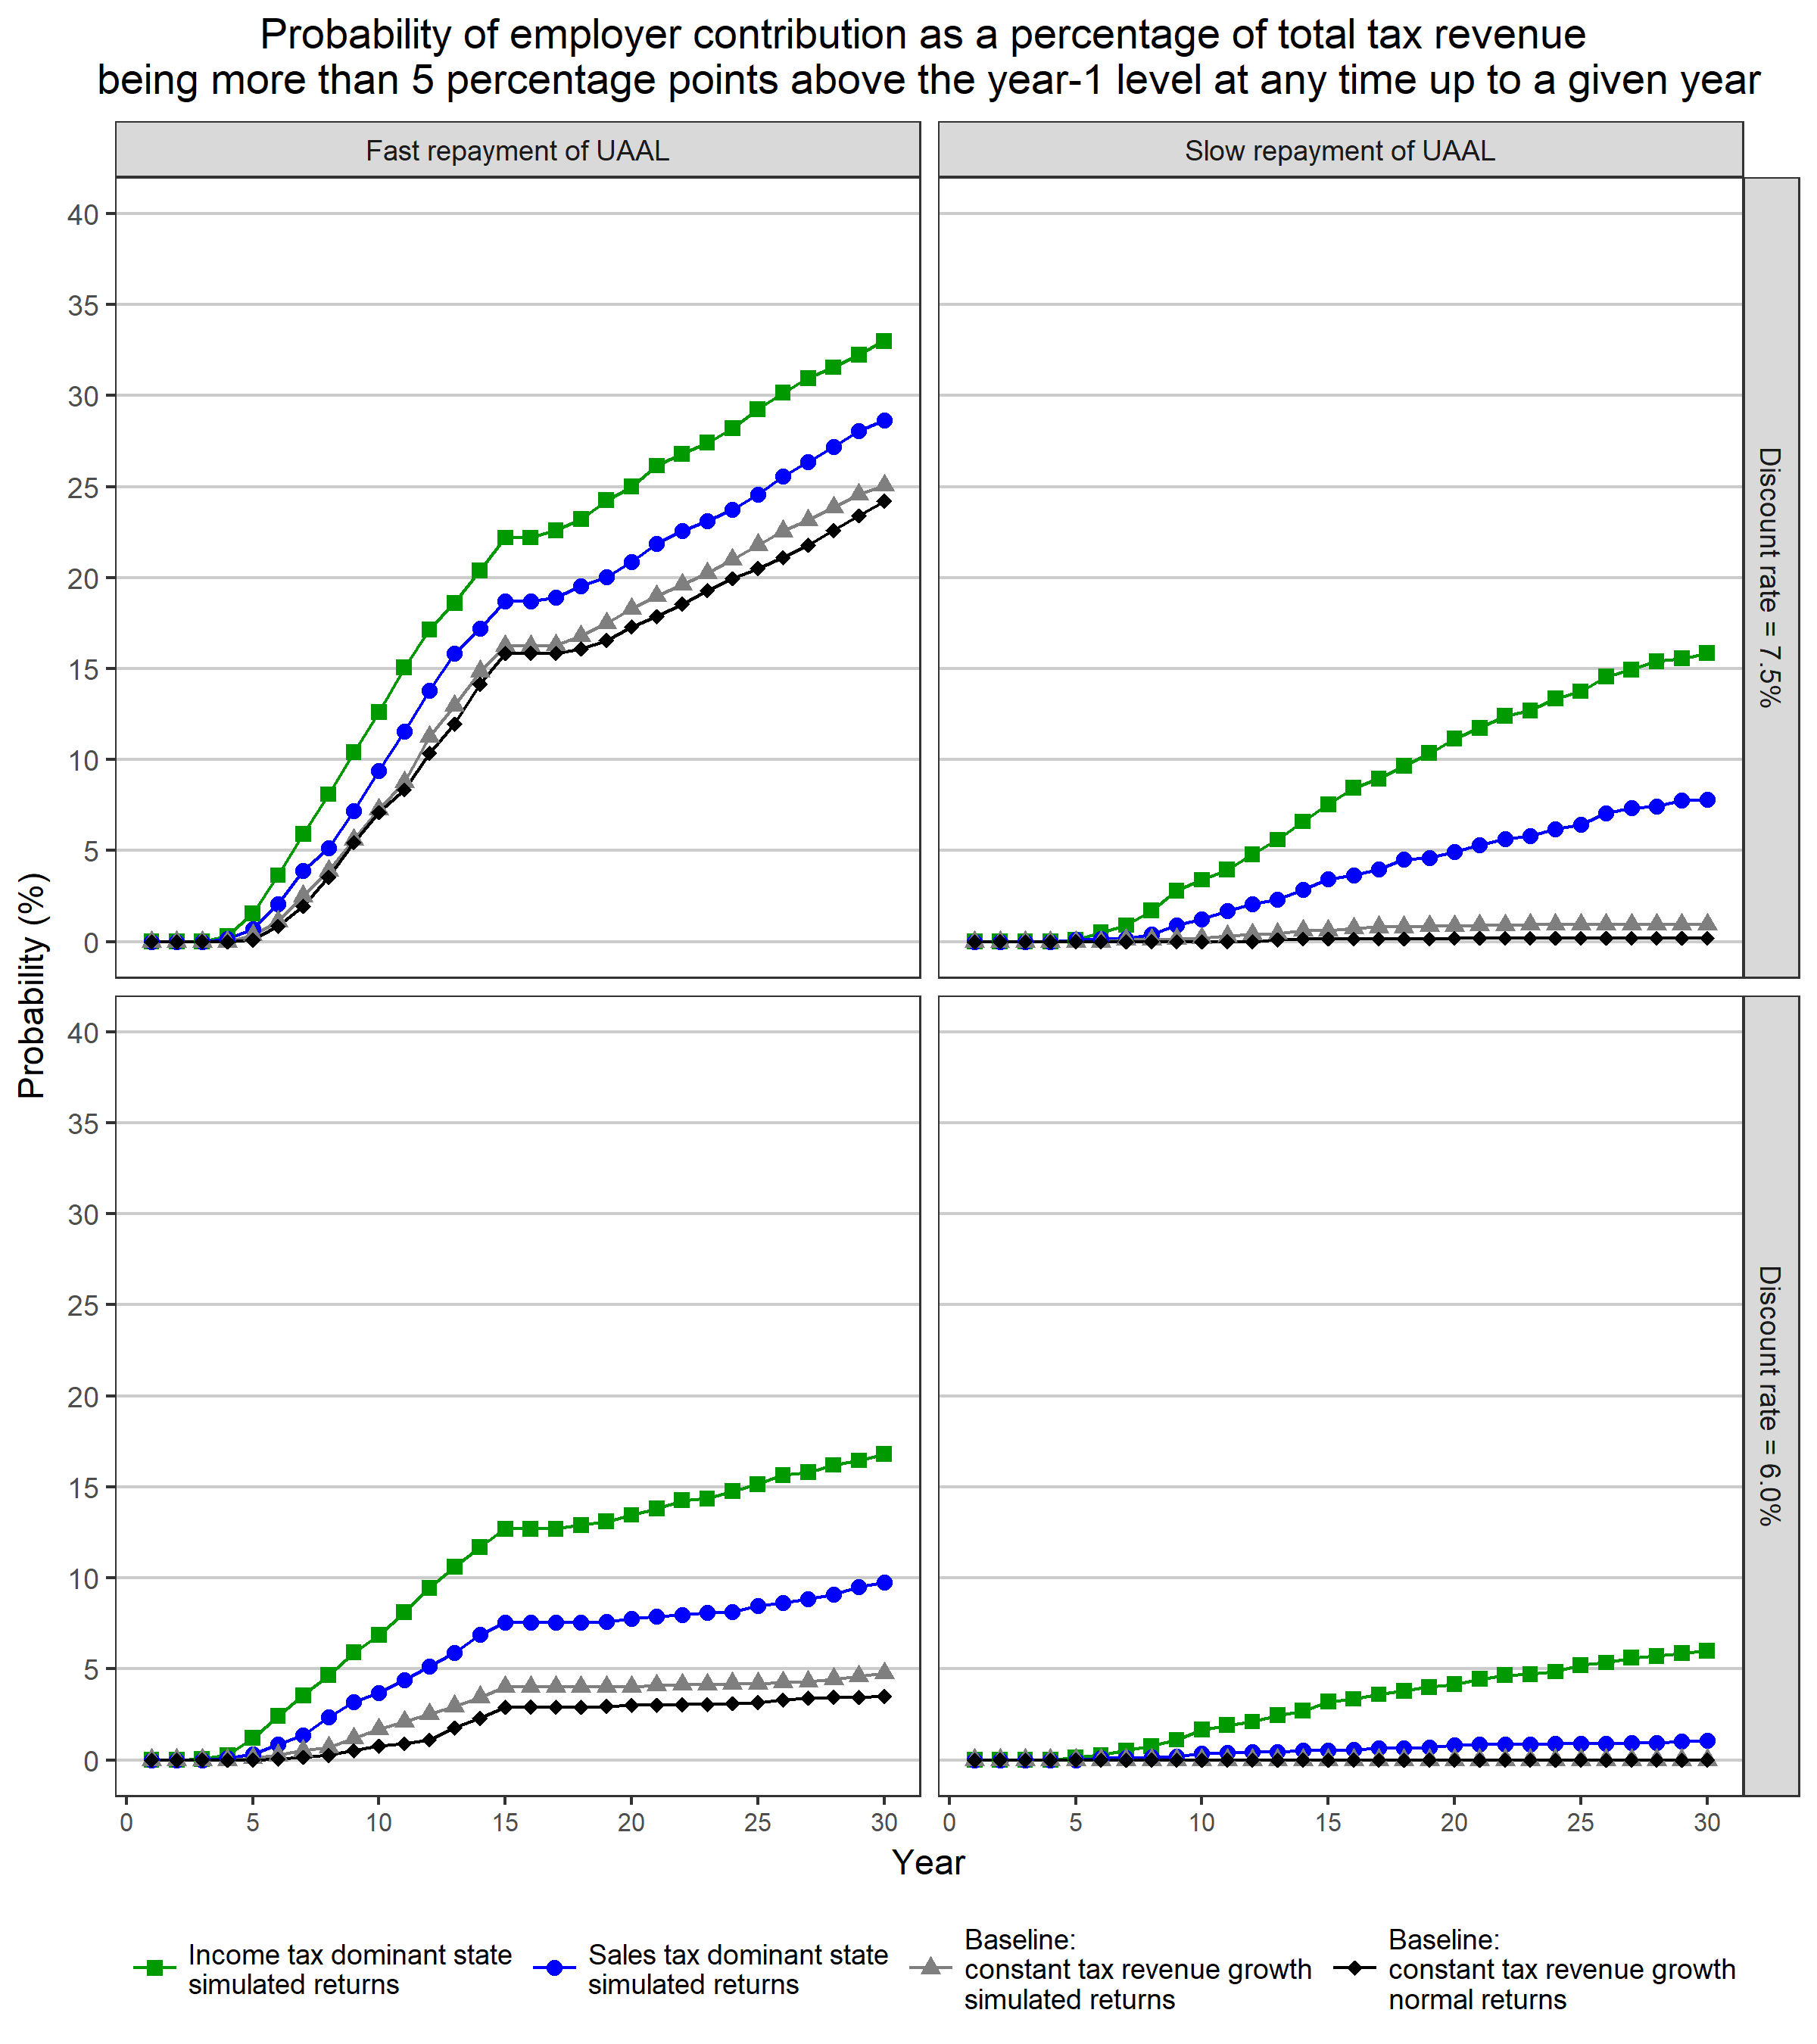 Probability of employer contribution as a percentage of total tax revenue
being more than 5 percentage points above the year-1 level at any time up to a given year
Fast repayment of UAAL
Slow repayment of UAAL
40
35
30
25
20
15
10
5
0
Discount rate = 7.5%
Probability (%)
40
35
30
25
20
15
10
5
0
Discount rate = 6.0%
0 5 10 15 20 25 30
0 5 10 15 20 25 30
Year
Income tax dominant state
simulated returns
Sales tax dominant state
simulated returns
Baseline:
constant tax revenue growth
simulated returns
Baseline:
constant tax revenue growth
normal returns